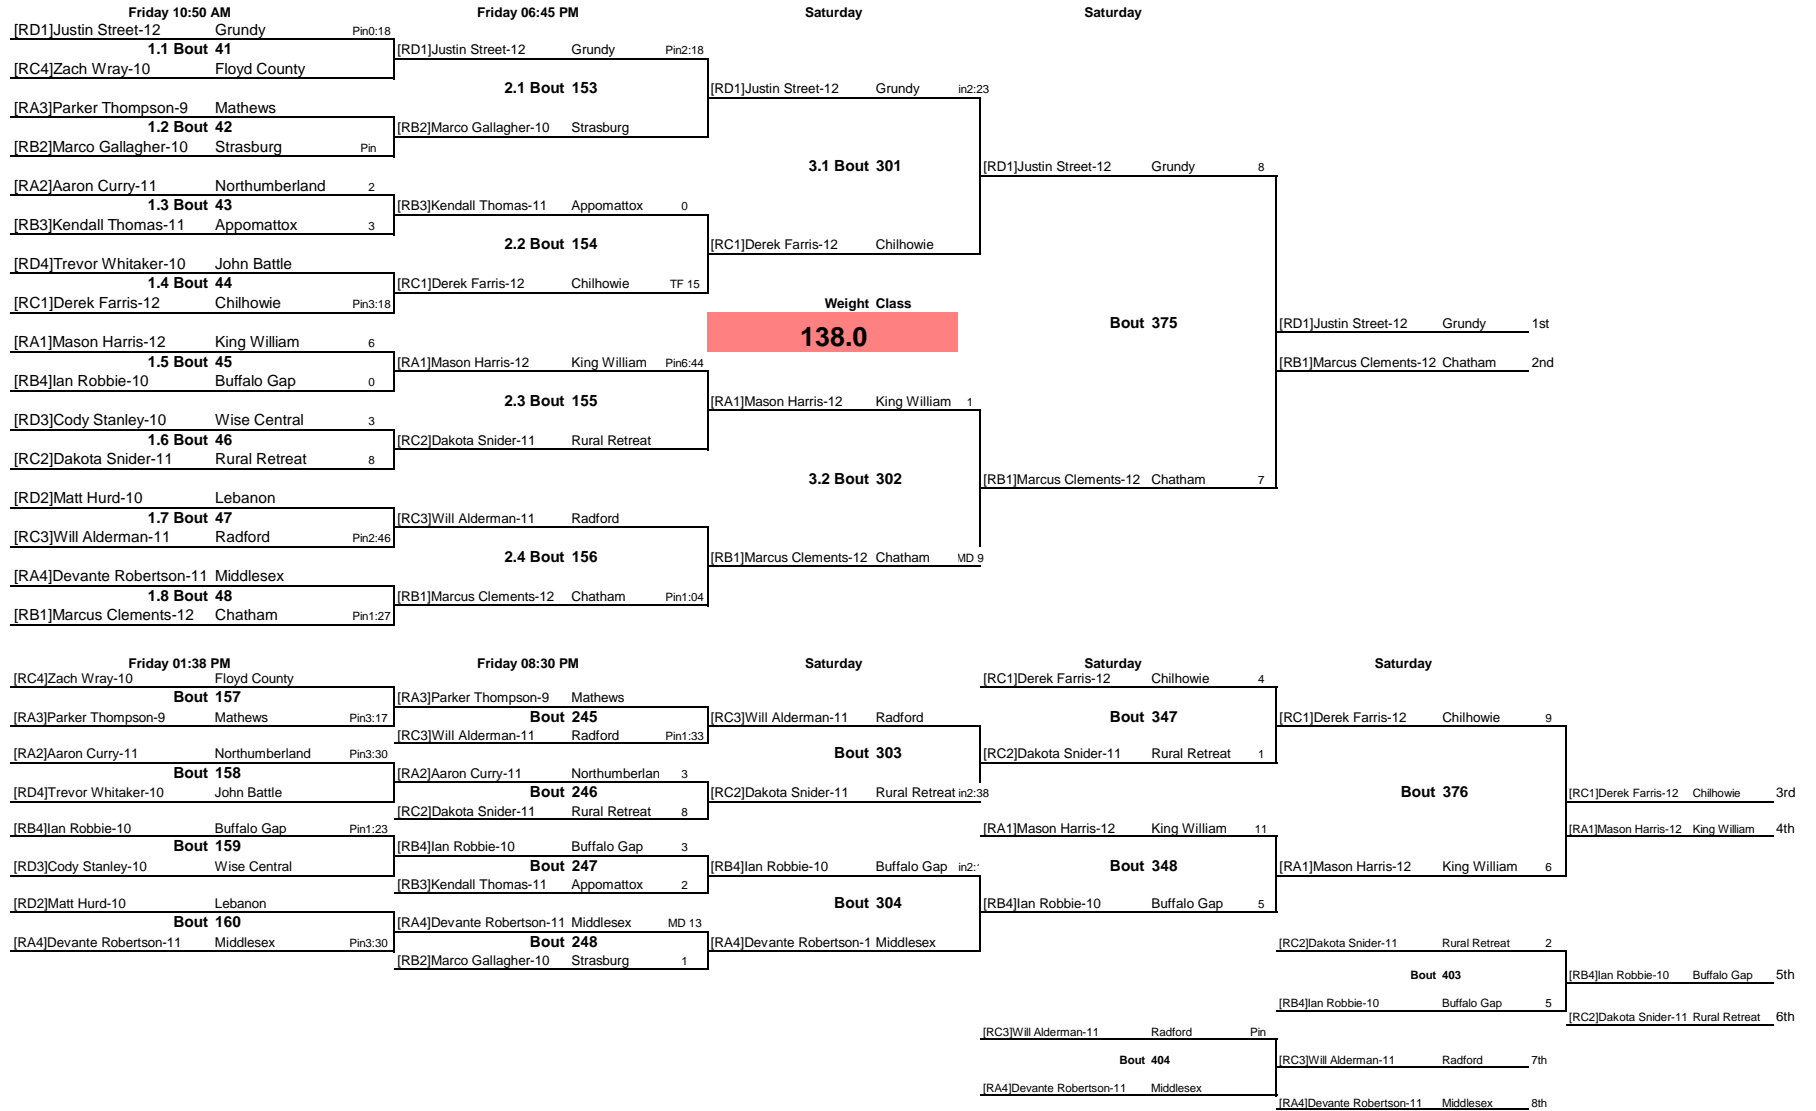 Friday 10:50 AM Friday 06:45 PM Saturday Saturday
[RD1]Justin Street-12 Grundy Pin0:18
1.1 Bout 41 [RD1]Justin Street-12 Grundy Pin2:18
[RC4]Zach Wray-10 Floyd County
2.1 Bout 153 [RD1]Justin Street-12 Grundy in2:23
[RA3]Parker Thompson-9 Mathews
1.2 Bout 42 [RB2]Marco Gallagher-10 Strasburg
[RB2]Marco Gallagher-10 Strasburg Pin
3.1 Bout 301 [RD1]Justin Street-12 Grundy 8
[RA2]Aaron Curry-11 Northumberland 2
1.3 Bout 43 [RB3]Kendall Thomas-11 Appomattox 0
[RB3]Kendall Thomas-11 Appomattox 3
2.2 Bout 154 [RC1]Derek Farris-12 Chilhowie
[RD4]Trevor Whitaker-10 John Battle
1.4 Bout 44 [RC1]Derek Farris-12 Chilhowie TF 15
[RC1]Derek Farris-12 Chilhowie Pin3:18 Weight Class
Bout 375 [RD1]Justin Street-12 Grundy 1st
[RA1]Mason Harris-12 King William 6 138.0
1.5 Bout 45 [RA1]Mason Harris-12 King William Pin6:44 [RB1]Marcus Clements-12 Chatham 2nd
[RB4]Ian Robbie-10 Buffalo Gap 0
2.3 Bout 155 [RA1]Mason Harris-12 King William 1
[RD3]Cody Stanley-10 Wise Central 3
1.6 Bout 46 [RC2]Dakota Snider-11 Rural Retreat
[RC2]Dakota Snider-11 Rural Retreat 8
3.2 Bout 302 [RB1]Marcus Clements-12 Chatham 7
[RD2]Matt Hurd-10 Lebanon
1.7 Bout 47 [RC3]Will Alderman-11 Radford
[RC3]Will Alderman-11 Radford Pin2:46
2.4 Bout 156 [RB1]Marcus Clements-12 Chatham MD 9
[RA4]Devante Robertson-11 Middlesex
1.8 Bout 48 [RB1]Marcus Clements-12 Chatham Pin1:04
[RB1]Marcus Clements-12 Chatham Pin1:27
Friday 01:38 PM Friday 08:30 PM Saturday Saturday Saturday
[RC4]Zach Wray-10 Floyd County [RC1]Derek Farris-12 Chilhowie 4
Bout 157 [RA3]Parker Thompson-9 Mathews
[RA3]Parker Thompson-9 Mathews Pin3:17 Bout 245 [RC3]Will Alderman-11 Radford Bout 347 [RC1]Derek Farris-12 Chilhowie 9
[RC3]Will Alderman-11 Radford Pin1:33
[RA2]Aaron Curry-11 Northumberland Pin3:30 Bout 303 [RC2]Dakota Snider-11 Rural Retreat 1
Bout 158 [RA2]Aaron Curry-11 Northumberlan 3
[RD4]Trevor Whitaker-10 John Battle Bout 246 [RC2]Dakota Snider-11 Rural Retreat in2:38 Bout 376 [RC1]Derek Farris-12 Chilhowie 3rd
[RC2]Dakota Snider-11 Rural Retreat 8
[RB4]Ian Robbie-10 Buffalo Gap Pin1:23 [RA1]Mason Harris-12 King William 11 [RA1]Mason Harris-12 King William 4th
Bout 159 [RB4]Ian Robbie-10 Buffalo Gap 3
[RD3]Cody Stanley-10 Wise Central Bout 247 [RB4]Ian Robbie-10 Buffalo Gap in2: Bout 348 [RA1]Mason Harris-12 King William 6
[RB3]Kendall Thomas-11 Appomattox 2
[RD2]Matt Hurd-10 Lebanon Bout 304 [RB4]Ian Robbie-10 Buffalo Gap 5
Bout 160 [RA4]Devante Robertson-11 Middlesex MD 13
[RA4]Devante Robertson-11 Middlesex Pin3:30 Bout 248 [RA4]Devante Robertson-1 Middlesex [RC2]Dakota Snider-11 Rural Retreat 2
[RB2]Marco Gallagher-10 Strasburg 1
Bout 403 [RB4]Ian Robbie-10 Buffalo Gap 5th
[RB4]Ian Robbie-10 Buffalo Gap 5
[RC2]Dakota Snider-11 Rural Retreat 6th
[RC3]Will Alderman-11 Radford Pin
Bout 404 [RC3]Will Alderman-11 Radford 7th
[RA4]Devante Robertson-11 Middlesex
[RA4]Devante Robertson-11 Middlesex 8th